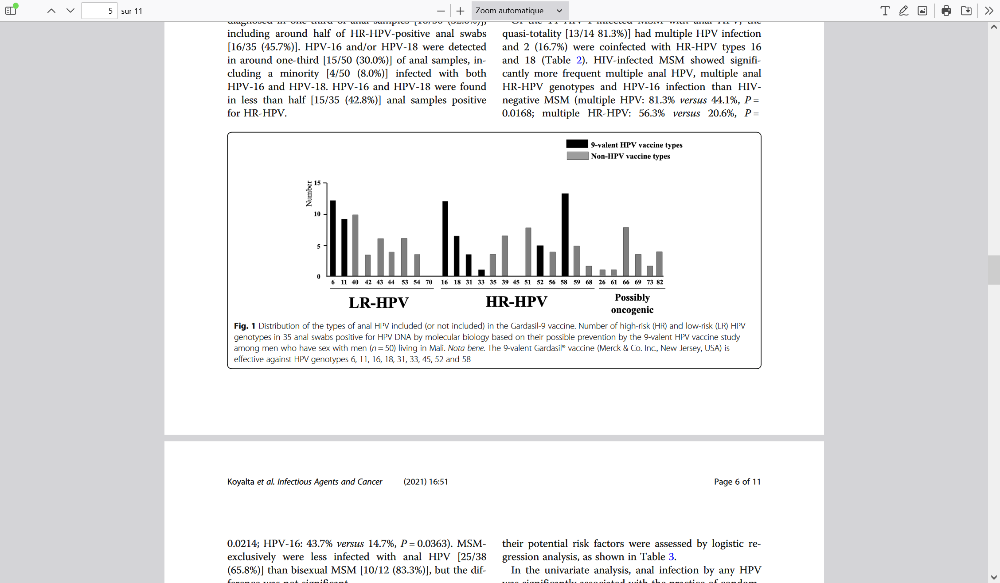 5 sur 11
Zoom automatique
including around half of HR-HPV-positive anal swabs
[16/35 (45.7%)]. HPV-16 and/or HPV-18 were detected
in around one-third [15/50 (30.0%)] of anal samples, in-
cluding a minority [4/50 (8.0%)] infected with both
HPV-16 and HPV-18. HPV-16 and HPV-18 were found
in less than half [15/35 (42.8%)] anal samples positive
for HR-HPV.
quasi-totality [13/14 81.3%)] had multiple HPV infection
and 2 (16.7%) were coinfected with HR-HPV types 16
and 18 (Table 2). HIV-infected MSM showed signifi-
cantly more frequent multiple anal HPV, multiple anal
HR-HPV genotypes and HPV-16 infection than HIV-
negative MSM (multiple HPV: 81.3% versus 44.1%, P =
0.0168; multiple HR-HPV: 56.3% versus 20.6%, P =
9-valent HPV vaccine types
Non-HPV vaccine types
Number
15
10
5
0
6 11 40 42 43 44 53 54 70 16 18 31 33 35 39 45 51 52 56 58 59 68 26 61 66 69 73 82
LR-HPV
HR-HPV
Possibly
oncogenic
Fig. 1 Distribution of the types of anal HPV included (or not included) in the Gardasil-9 vaccine. Number of high-risk (HR) and low-risk (LR) HPV
genotypes in 35 anal swabs positive for HPV DNA by molecular biology based on their possible prevention by the 9-valent HPV vaccine study
among men who have sex with men (n = 50) living in Mali. Nota bene. The 9-valent Gardasil® vaccine (Merck & Co. Inc., New Jersey, USA) is
effective against HPV genotypes 6, 11, 16, 18, 31, 33, 45, 52 and 58
Koyalta et al. Infectious Agents and Cancer (2021) 16:51
Page 6 of 11
0.0214; HPV-16: 43.7% versus 14.7%, P = 0.0363). MSM-
exclusively were less infected with anal HPV [25/38
(65.8%)] than bisexual MSM [10/12 (83.3%)], but the dif-
their potential risk factors were assessed by logistic re-
gression analysis, as shown in Table 3.
In the univariate analysis, anal infection by any HPV